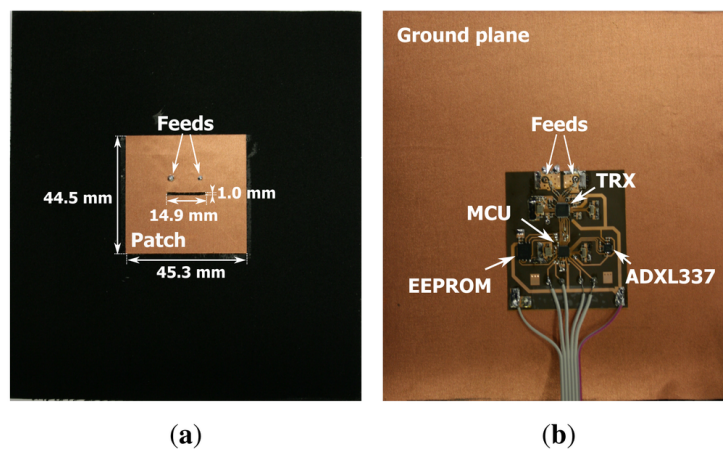 Feeds
44.5 mm
1.0 mm
14.9 mm
Patch
45.3 mm
(a)
Ground plane
Feeds
TRX
MCU
EEPROM
ADXL337
(b)